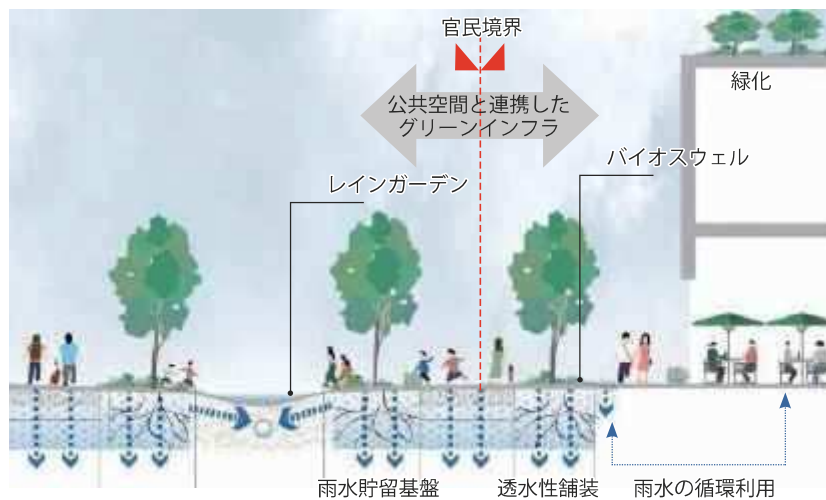 官民境界
公共空間と連携した
グリーンインフラ
緑化
バイオスウェル
レインガーデン
雨水貯留基盤
透水性舗装
雨水の循環利用